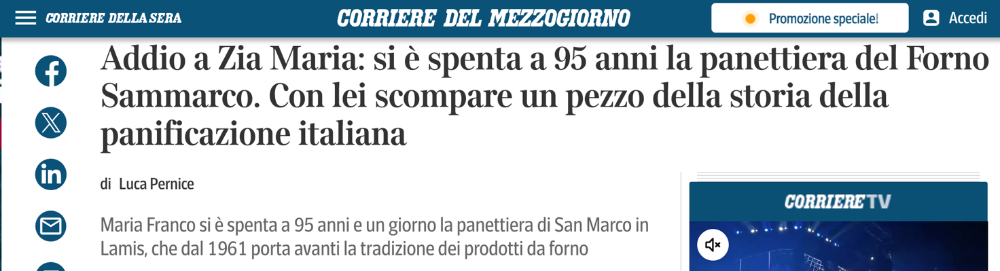 CORRIERE DELLA SERA
CORRIERE DEL MEZZOGIORNO
Promozione speciale!
Accedi
Addio a Zia Maria: si è spenta a 95 anni la panettiera del Forno
Sammarco. Con lei scompare un pezzo della storia della
panificazione italiana
di Luca Pernice
Maria Franco si è spenta a 95 anni e un giorno la panettiera di San Marco in
Lamis, che dal 1961 porta avanti la tradizione dei prodotti da forno
CORRIERE TV